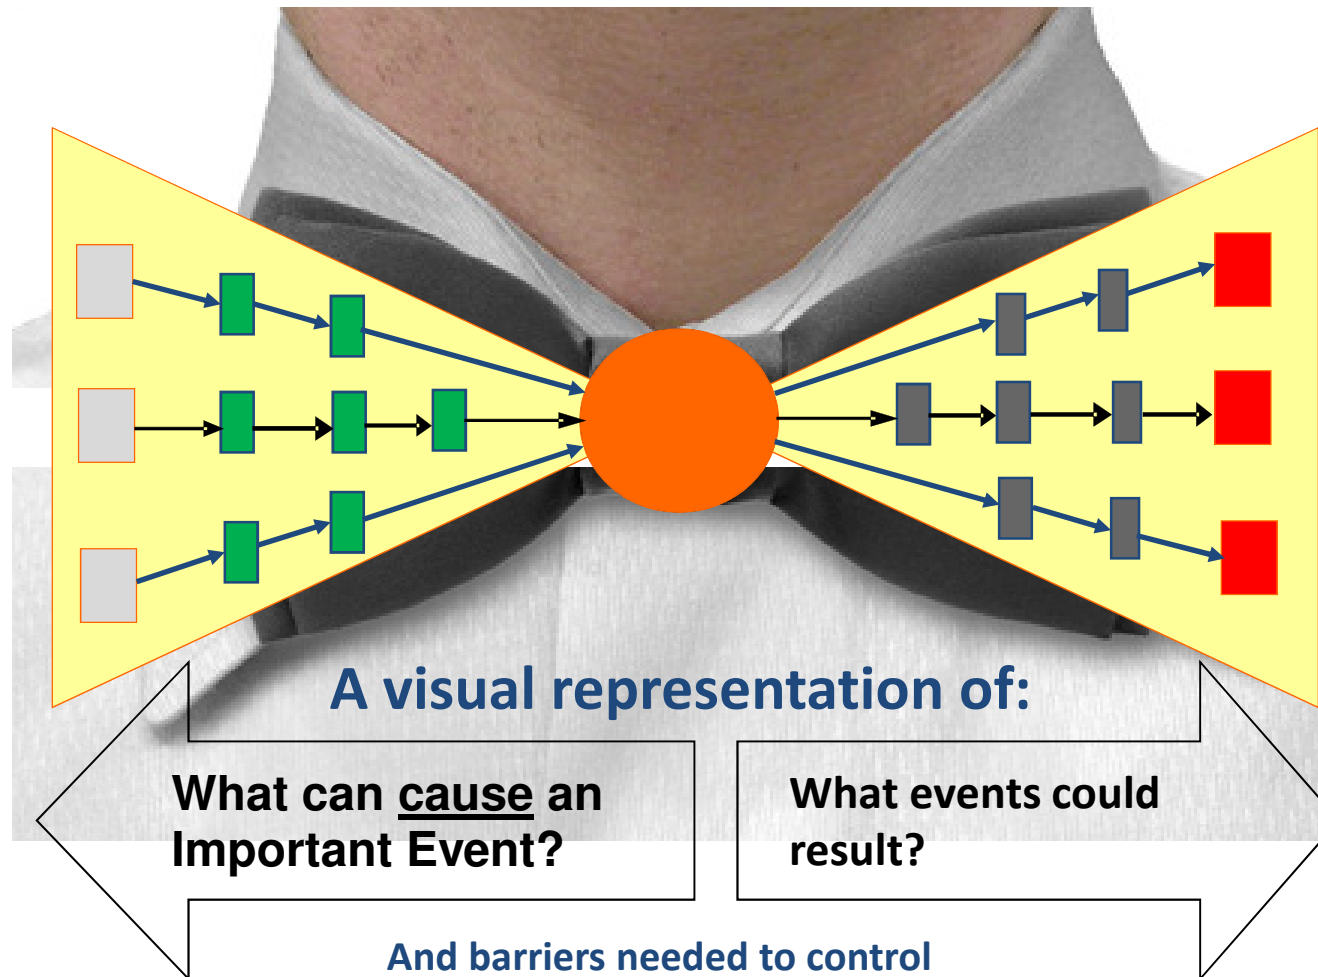 A visual representation of:
What can cause an
Important Event?
What events could
result?
And barriers needed to control